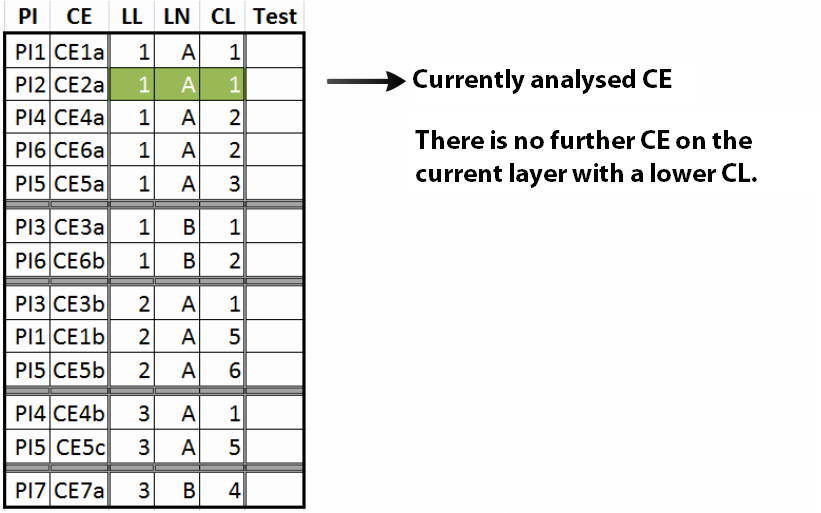 PI CE LL LN CL Test
PI1 CE1a 1 A 1
PI2 CE2a 1 A 1
PI4 CE4a 1 A 2
PI6 CE6a 1 A 2
PI5 CE5a 1 A 3
PI3 CE3a 1 B 1
PI6 CE6b 1 B 2
PI3 CE3b 2 A 1
PI1 CE1b 2 A 5
PI5 CE5b 2 A 6
PI4 CE4b 3 A 1
PI5 CE5c 3 A 5
PI7 CE7a 3 B 4
Currently analysed CE
There is no further CE on the
current layer with a lower CL.